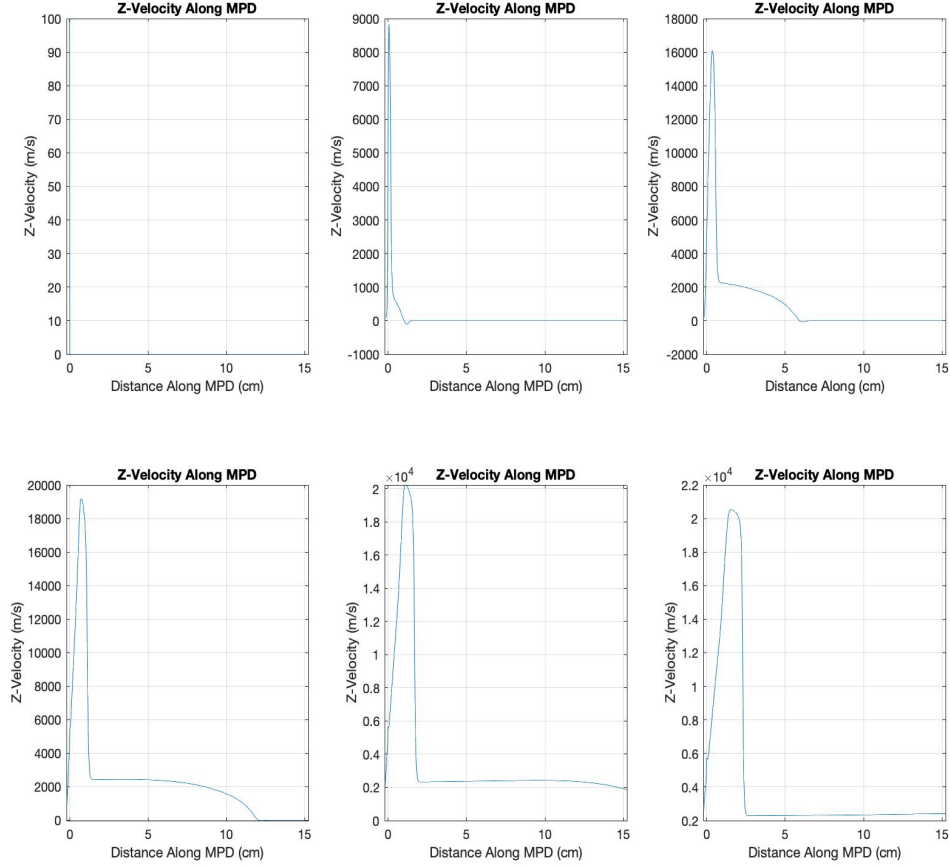 Z-Velocity Along MPD
Z-Velocity Along MPD
Z-Velocity Along MPD
100
90
80
70
60
50
40
30
20
10
0
Z-Velocity (m/s)
0 5 10 15
Distance Along MPD (cm)
9000
8000
7000
6000
5000
4000
3000
2000
1000
0
-1000
Z-Velocity (m/s)
0 5 10 15
Distance Along MPD (cm)
18000
16000
14000
12000
10000
8000
6000
4000
2000
0
-2000
Z-Velocity (m/s)
0 5 10 15
Distance Along (cm)
Z-Velocity Along MPD
20000
18000
16000
14000
12000
10000
8000
6000
4000
2000
0
Z-Velocity (m/s)
0 5 10 15
Distance Along MPD (cm)
Z-Velocity Along MPD
×10⁴
2
1.8
1.6
1.4
1.2
1
0.8
0.6
0.4
0.2
0
Z-Velocity (m/s)
0 5 10 15
Distance Along MPD (cm)
Z-Velocity Along MPD
×10⁴
2.2
2
1.8
1.6
1.4
1.2
1
0.8
0.6
0.4
0.2
Z-Velocity (m/s)
0 5 10 15
Distance Along MPD (cm)